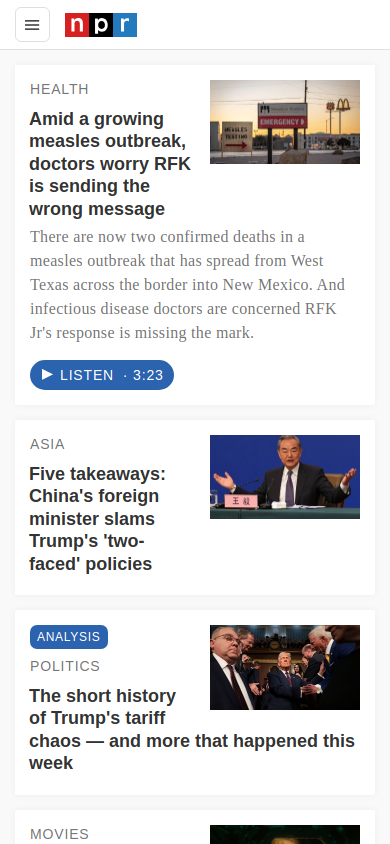 npr
HEALTH
Amid a growing
measles outbreak,
doctors worry RFK
is sending the
wrong message
MEASLES
TESTING
EMERGENCY
There are now two confirmed deaths in a
measles outbreak that has spread from West
Texas across the border into New Mexico. And
infectious disease doctors are concerned RFK
Jr's response is missing the mark.
LISTEN · 3:23
ASIA
Five takeaways:
China's foreign
minister slams
Trump's 'two-
faced' policies
王 毅
ANALYSIS
POLITICS
The short history
of Trump's tariff
chaos — and more that happened this
week
MOVIES